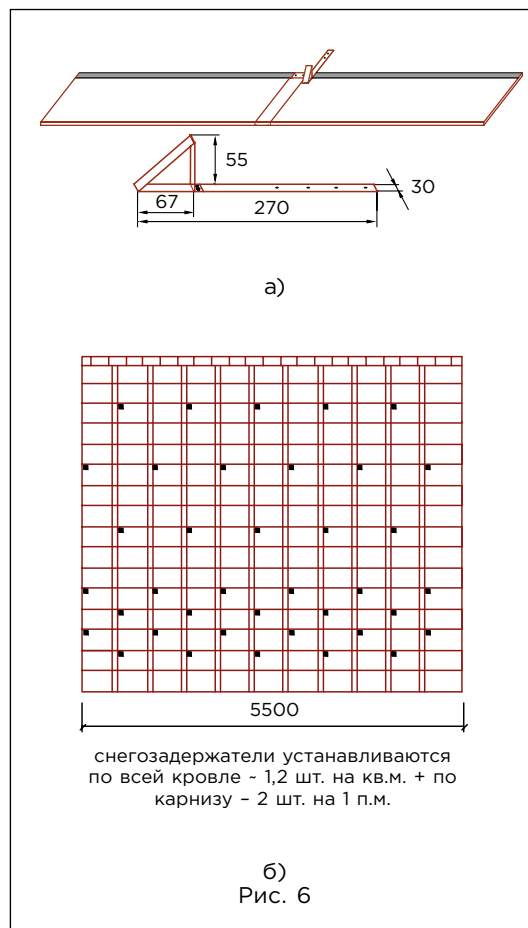 55
30
67
270
а)
5500
снегозадержатели устанавливаются
по всей кровле ~ 1,2 шт. на кв.м. + по
карнизу – 2 шт. на 1 п.м.
б)
Рис. 6